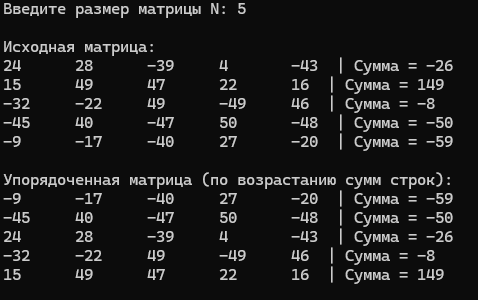 Введите размер матрицы N: 5
Исходная матрица:
24 28 -39 4 -43 | Сумма = -26
15 49 47 22 16 | Сумма = 149
-32 -22 49 -49 46 | Сумма = -8
-45 40 -47 50 -48 | Сумма = -50
-9 -17 -40 27 -20 | Сумма = -59
Упорядоченная матрица (по возрастанию сумм строк):
-9 -17 -40 27 -20 | Сумма = -59
-45 40 -47 50 -48 | Сумма = -50
24 28 -39 4 -43 | Сумма = -26
-32 -22 49 -49 46 | Сумма = -8
15 49 47 22 16 | Сумма = 149